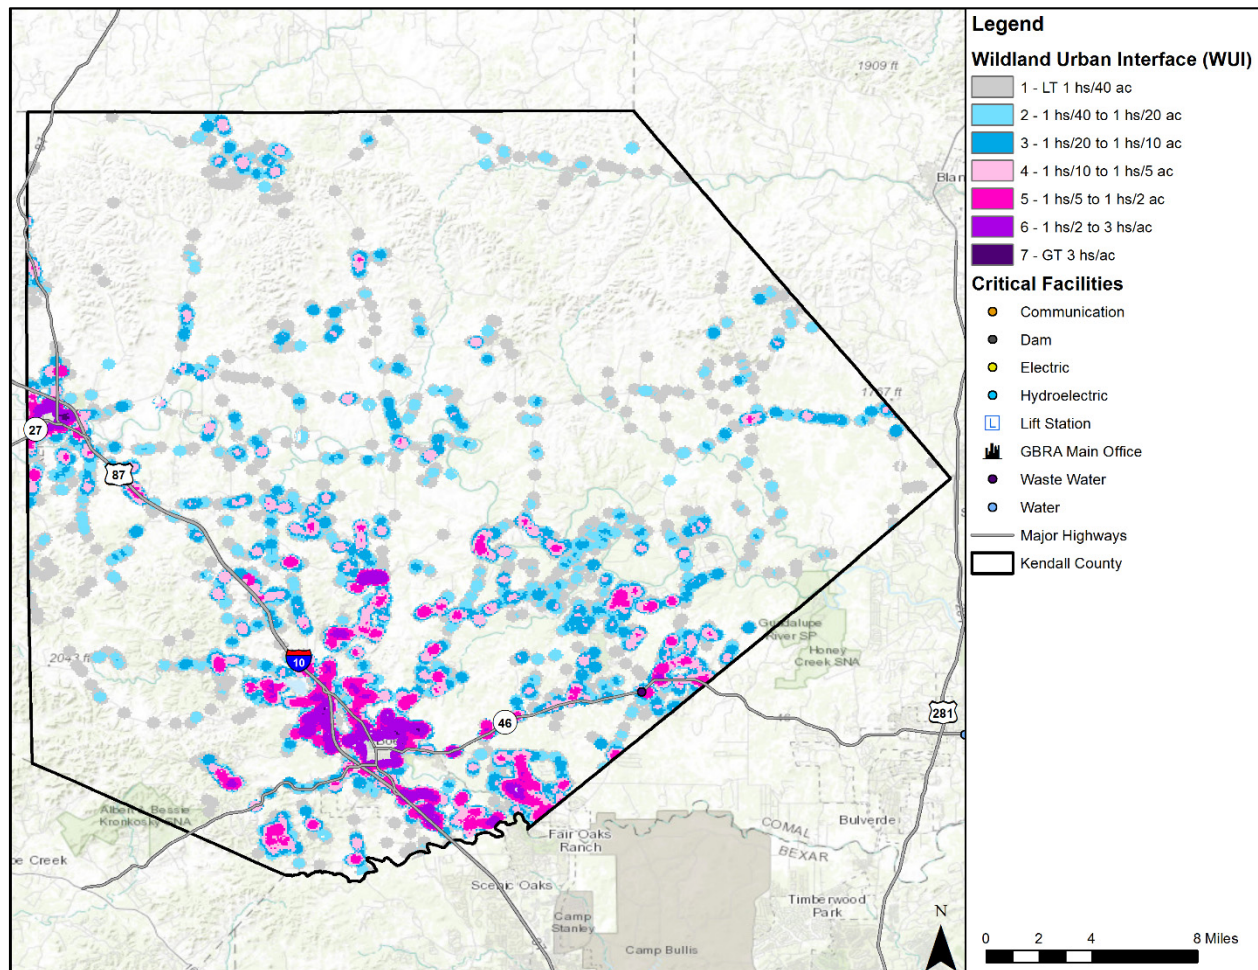 1909 ft
Blan
87
1757 ft
27
87
Guadalupe
River SP
Honey
Creek SNA
10
2043 ft
46
46
281
Albert & Bessie
Kronkosky SNA
Fair Oaks
Ranch
COMAL
BEXAR
Bulverde
oe Creek
Scenic Oaks
Timberwood
Park
Camp
Stanley
Camp Bullis
Legend
Wildland Urban Interface (WUI)
1 - LT 1 hs/40 ac
2 - 1 hs/40 to 1 hs/20 ac
3 - 1 hs/20 to 1 hs/10 ac
4 - 1 hs/10 to 1 hs/5 ac
5 - 1 hs/5 to 1 hs/2 ac
6 - 1 hs/2 to 3 hs/ac
7 - GT 3 hs/ac
Critical Facilities
Communication
Dam
Electric
Hydroelectric
L Lift Station
GBRA Main Office
Waste Water
Water
Major Highways
Kendall County
N
0 2 4 8 Miles